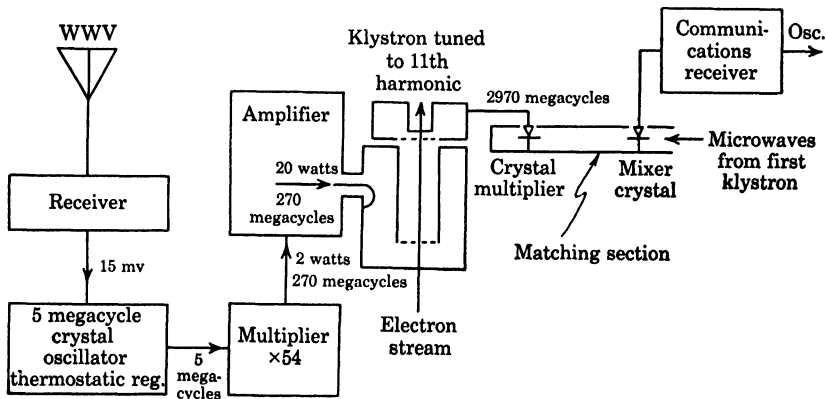 WWV
Receiver
15 mv
5 megacycle
crystal
oscillator
thermostatic reg.
5
mega-
cycles
Multiplier
×54
2 watts
270 megacycles
Amplifier
20 watts
270
megacycles
Klystron tuned
to 11th
harmonic
Electron
stream
2970 megacycles
Crystal
multiplier
Mixer
crystal
Matching section
Microwaves
from first
klystron
Communi-
cations
receiver
Osc.